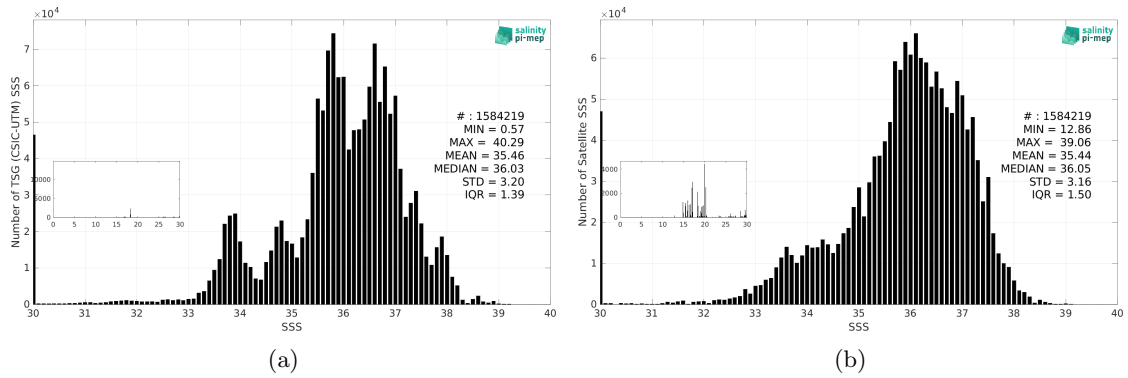 ×10⁴
7
6
5
4
3
2
1
0
Number of TSG (CSIC-UTM) SSS
salinity
pi-mep
# : 1584219
MIN = 0.57
MAX = 40.29
MEAN = 35.46
MEDIAN = 36.03
STD = 3.20
IQR = 1.39
10000
5000
0
0 5 10 15 20 25 30
30 31 32 33 34 35 36 37 38 39 40
SSS
(a)
×10⁴
6
5
4
3
2
1
0
Number of Satellite SSS
salinity
pi-mep
# : 1584219
MIN = 12.86
MAX = 39.06
MEAN = 35.44
MEDIAN = 36.05
STD = 3.16
IQR = 1.50
4000
2000
0
0 5 10 15 20 25 30
30 31 32 33 34 35 36 37 38 39 40
SSS
(b)